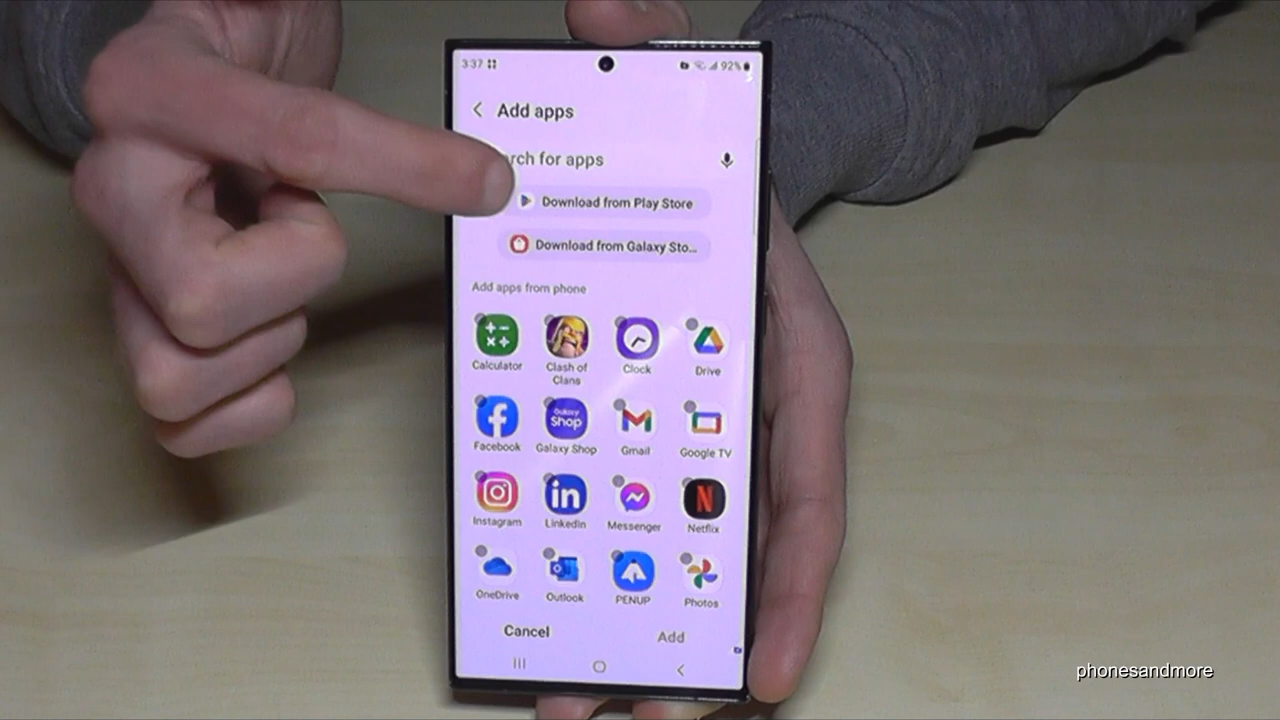 3:37
92%
Add apps
rch for apps
Download from Play Store
Download from Galaxy Sto...
Add apps from phone
Calculator
Clash of
Clans
Clock
Drive
Facebook
Galaxy
Shop
Galaxy Shop
Gmail
Google TV
Instagram
in
LinkedIn
Messenger
N
Netflix
OneDrive
Outlook
PENUP
Photos
Cancel
Add
phonesandmore